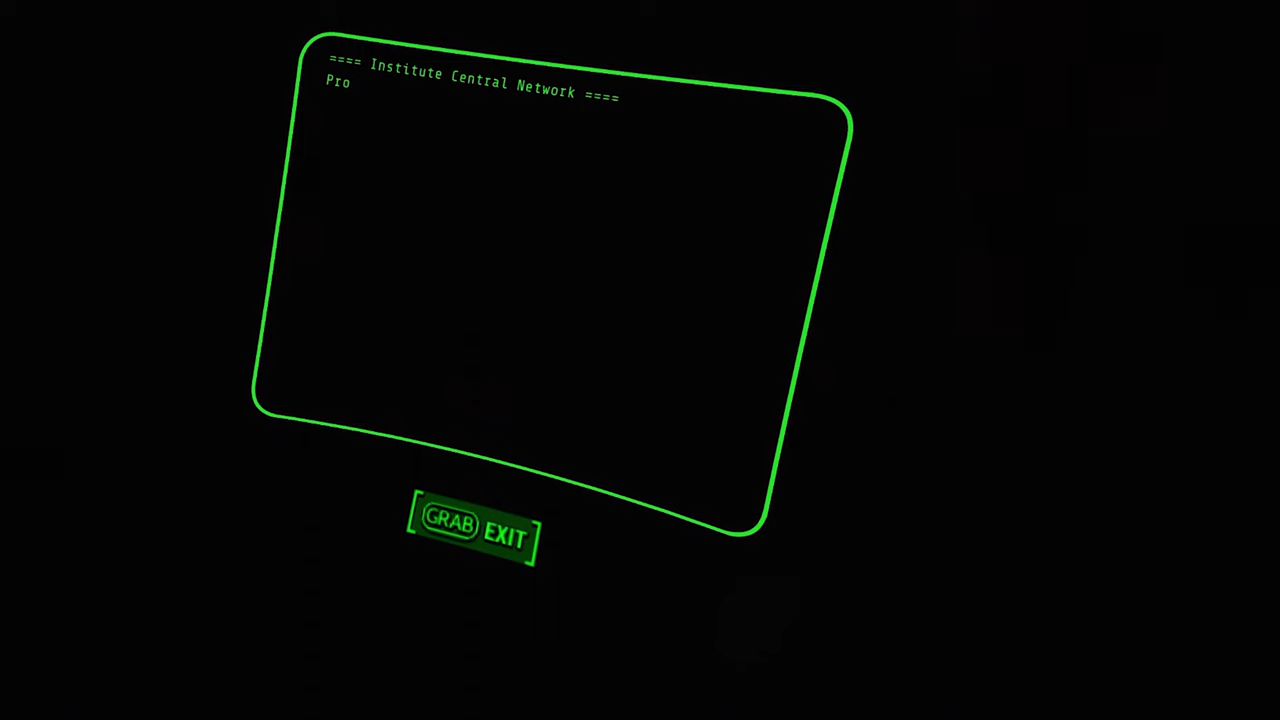 ==== Institute Central Network ====
Pro
GRAB EXIT